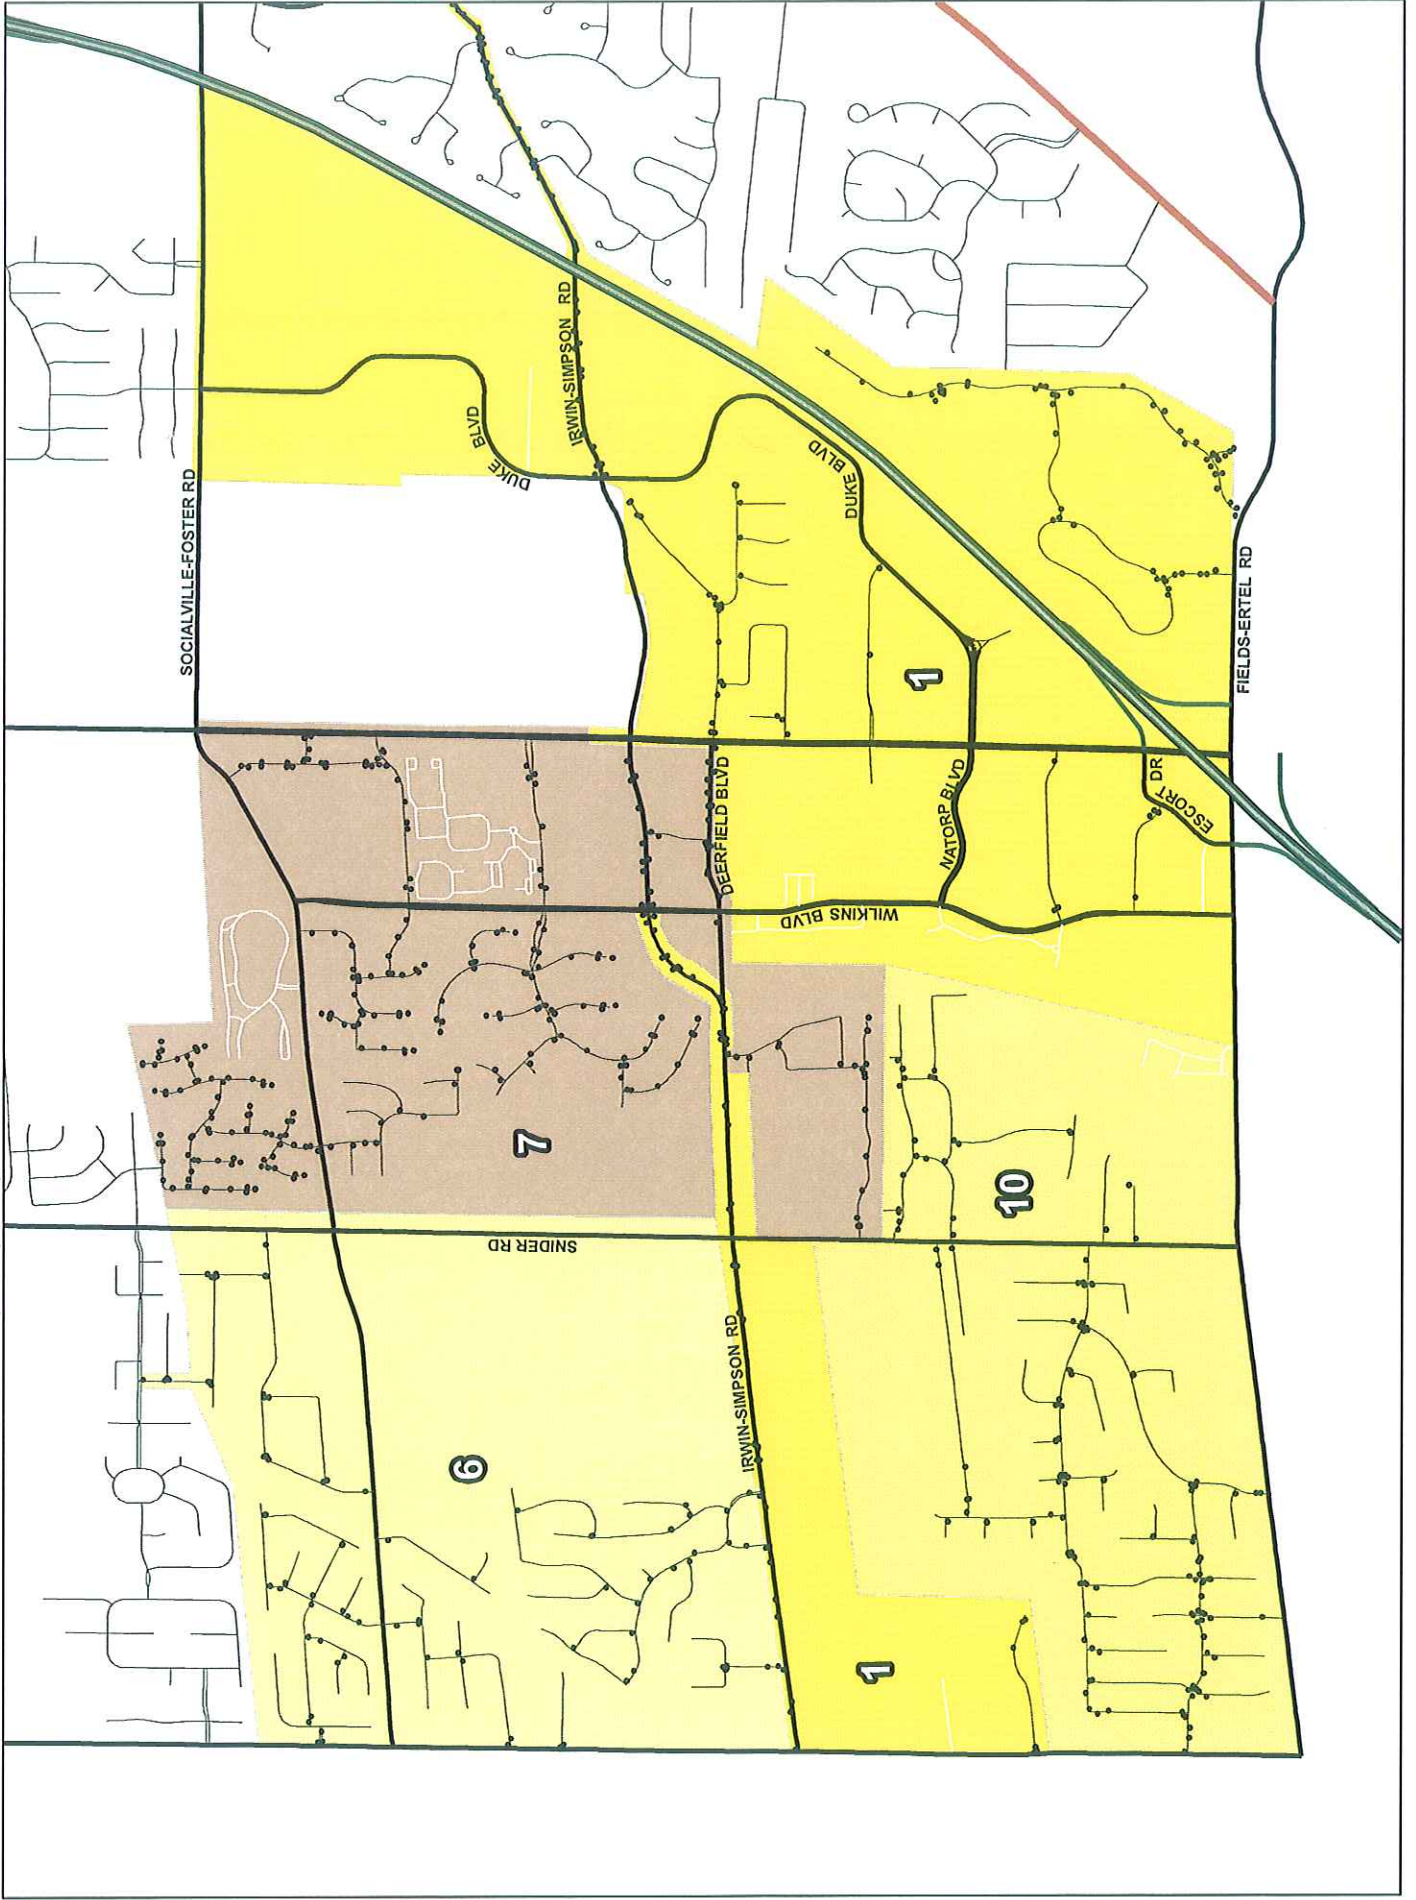 SOCIALVILLE-FOSTER RD
IRWIN-SIMPSON RD
BLVD
DUKE
DUKE BLVD
1
FIELDS-ERTEL RD
DEERFIELD BLVD
NATORP BLVD
DR
ESCORT
WILKINS BLVD
7
10
SNIDER RD
6
IRWIN-SIMPSON RD
1